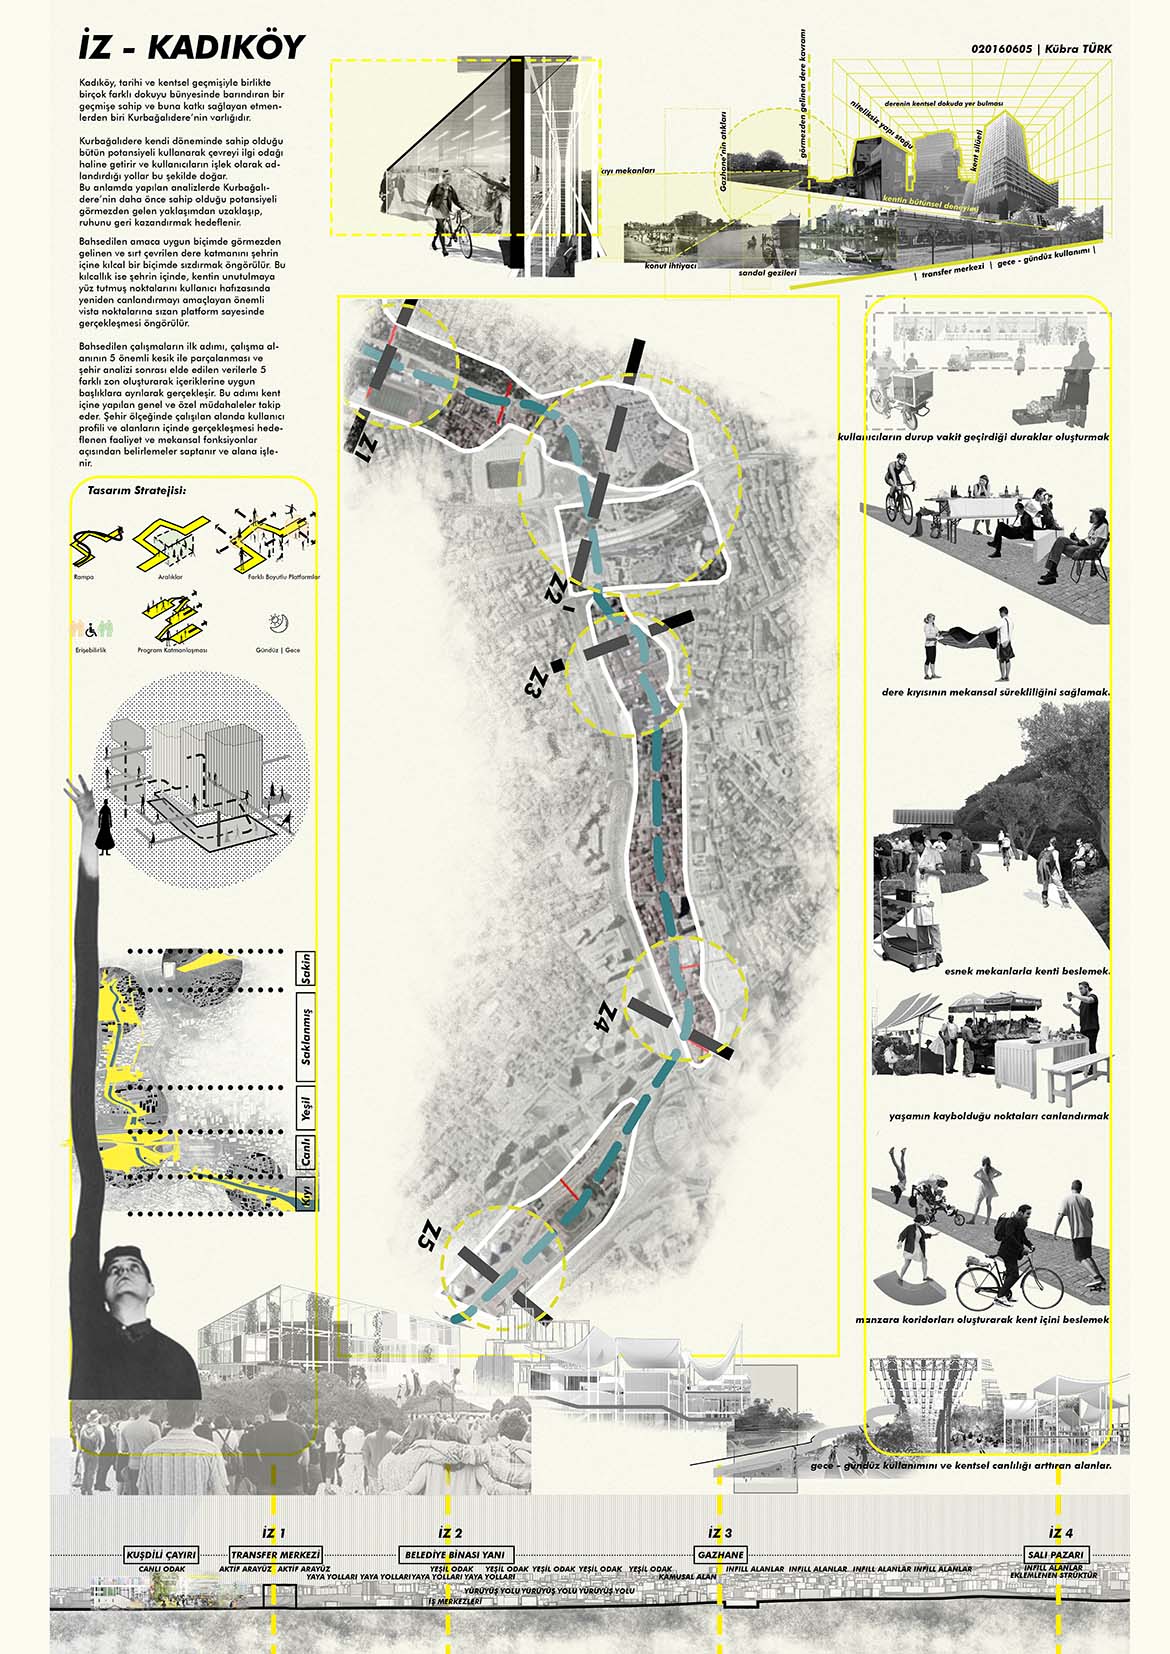 İZ - KADIKÖY
020160605 | Kübra TÜRK
Kadıköy, tarihi ve kentsel geçmişiyle birlikte
birçok farklı dokuyu bünyesinde barındıran bir
geçmişe sahip ve buna katkı sağlayan etmen-
lerden biri Kurbağalıdere'nin varlığıdır.
Kurbağalıdere kendi döneminde sahip olduğu
bütün potansiyeli kullanarak çevreyi ilgi odağı
haline getirir ve kullanıcıların işlek olarak ad-
landırdığı yollar bu şekilde doğar.
Bu anlamda yapılan analizlerde Kurbağalı-
dere'nin daha önce sahip olduğu potansiyeli
görmezden gelen yaklaşımdan uzaklaşıp,
ruhunu geri kazandırmak hedeflenir.
Bahsedilen amaca uygun biçimde görmezden
gelinen ve sırt çevrilen dere katmanını şehrin
içine kılcal bir biçimde sızdırmak öngörülür. Bu
kılcallık ise şehrin içinde, kentin unutulmaya
yüz tutmuş noktalarını kullanıcı hafızasında
yeniden canlandırmayı amaçlayan önemli
vista noktalarına sızan platform sayesinde
gerçekleşmesi öngörülür.
Bahsedilen çalışmaların ilk adımı, çalışma al-
anının 5 önemli kesik ile parçalanması ve
şehir analizi sonrası elde edilen verilerle 5
farklı zon oluşturarak içeriklerine uygun
başlıklara ayrılarak gerçekleşir. Bu adımı kent
içine yapılan genel ve özel müdahaleler takip
eder. Şehir ölçeğinde çalışılan alanda kullanıcı
profili ve alanların içinde gerçekleşmesi hede-
flenen faaliyet ve mekansal fonksiyonlar
açısından belirlemeler saptanır ve alana işle-
nir.
kıyı mekanları
Gazhane'nin atıkları
görmezden gelinen dere kavramı
niteliksiz yapı stoğu
derenin kentsel dokuda yer bulması
kent silüeti
kentin bütünsel deneyimi
konut ihtiyacı
sandal gezileri
| transfer merkezi | gece - gündüz kullanımı |
Tasarım Stratejisi:
Rampa
Aralıklar
Farklı Boyutlu Platformlar
Erişebilirlik
Program Katmanlaşması
Gündüz | Gece
Sakin
Saklanmış
Yeşil
Canlı
Kıyı
Z1
Z2
Z3
Z4
Z5
kullanıcıların durup vakit geçirdiği duraklar oluşturmak
dere kıyısının mekansal sürekliliğini sağlamak.
esnek mekanlarla kenti beslemek.
yaşamın kaybolduğu noktaları canlandırmak
manzara koridorları oluşturarak kent içini beslemek
gece - gündüz kullanımını ve kentsel canlılığı arttıran alanlar.
İZ 1 İZ 2 İZ 3 İZ 4
KUŞDİLİ ÇAYIRI TRANSFER MERKEZİ BELEDİYE BİNASI YANI GAZHANE SALI PAZARI
CANLI ODAK AKTİF ARAYÜZ AKTİF ARAYÜZ YEŞİL ODAK YEŞİL ODAK YEŞİL ODAK YEŞİL ODAK YEŞİL ODAK INFILL ALANLAR INFILL ALANLAR INFILL ALANLAR INFILL ALANLAR INFILL ALANLAR
YAYA YOLLARI YAYA YOLLARI YAYA YOLLARI YAYA YOLLARI KAMUSAL ALAN EKLEMLENEN STRÜKTÜR
YÜRÜYÜŞ YOLU YÜRÜYÜŞ YOLU YÜRÜYÜŞ YOLU
İŞ MERKEZLERİ